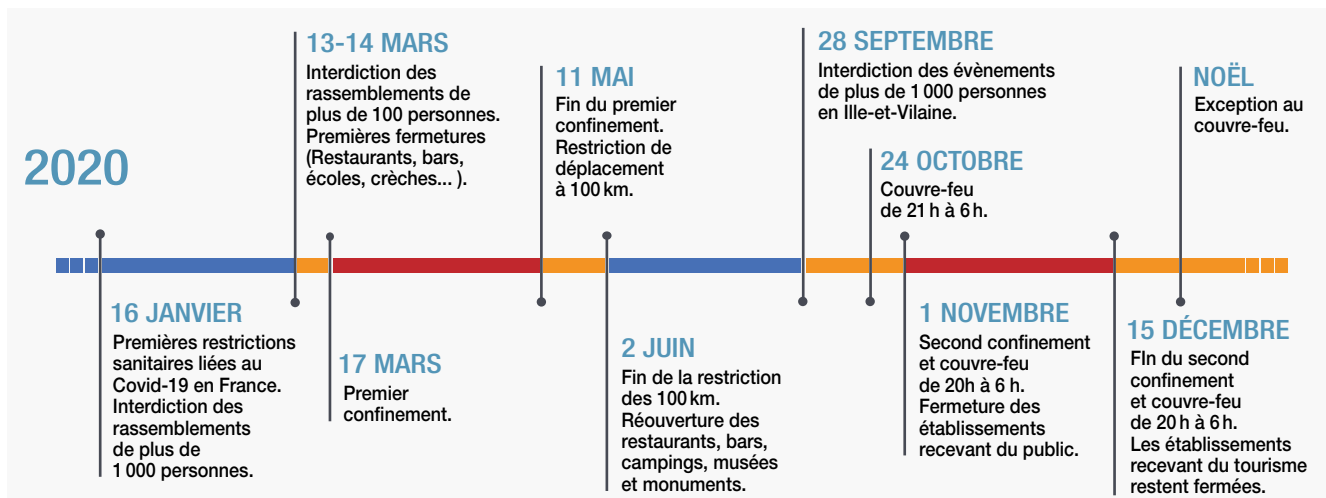 2020
16 JANVIER
Premières restrictions
sanitaires liées au
Covid-19 en France.
Interdiction des
rassemblements
de plus de
1 000 personnes.
13-14 MARS
Interdiction des
rassemblements de
plus de 100 personnes.
Premières fermetures
(Restaurants, bars,
écoles, crèches... ).
17 MARS
Premier
confinement.
11 MAI
Fin du premier
confinement.
Restriction de
déplacement
à 100 km.
2 JUIN
Fin de la restriction
des 100 km.
Réouverture des
restaurants, bars,
campings, musées
et monuments.
28 SEPTEMBRE
Interdiction des évènements
de plus de 1 000 personnes
en Ille-et-Vilaine.
24 OCTOBRE
Couvre-feu
de 21 h à 6 h.
1 NOVEMBRE
Second confinement
et couvre-feu
de 20h à 6 h.
Fermeture des
établissements
recevant du public.
15 DÉCEMBRE
FIn du second
confinement
et couvre-feu
de 20 h à 6 h.
Les établissements
recevant du tourisme
restent fermées.
NOËL
Exception au
couvre-feu.